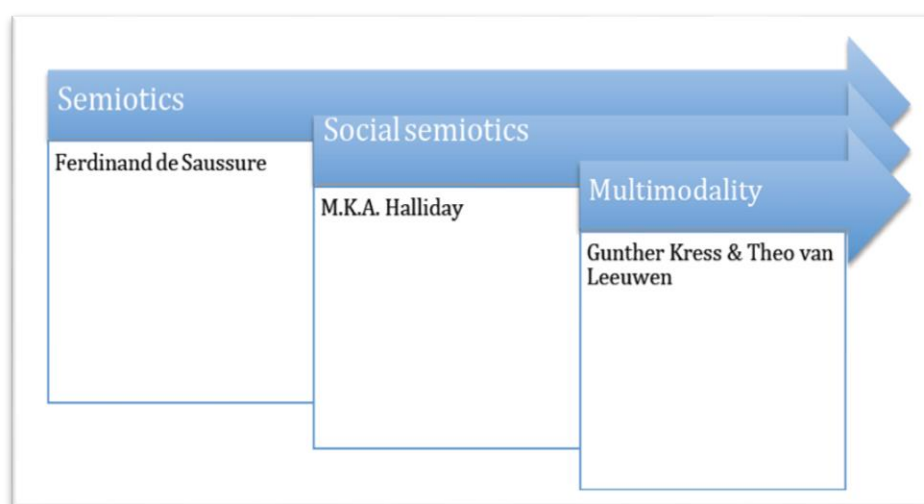 Semiotics
Ferdinand de Saussure
Social semiotics
M.K.A. Halliday
Multimodality
Gunther Kress & Theo van
Leeuwen